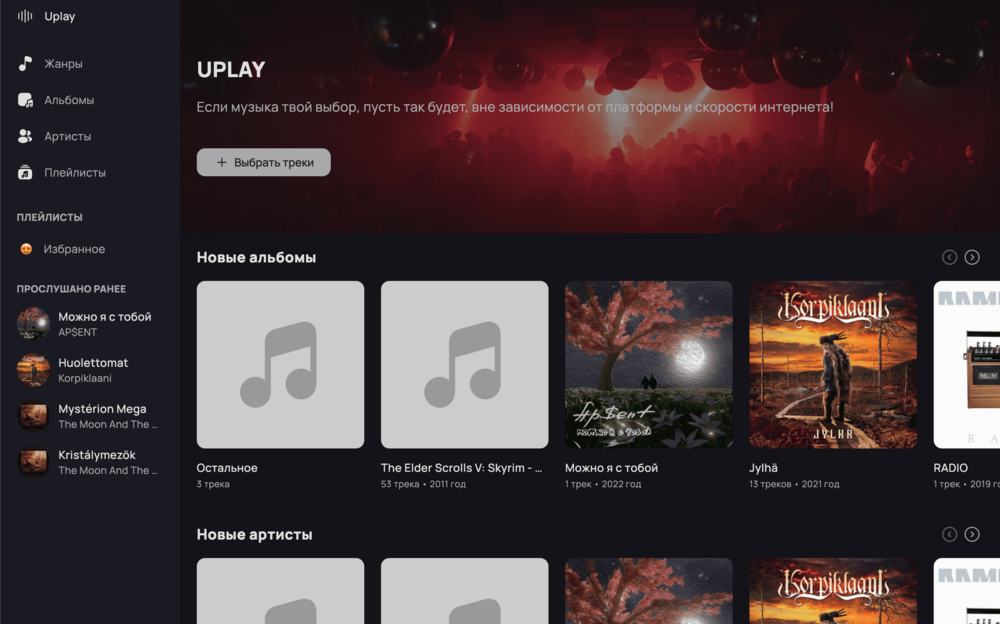 Uplay
Жанры
Альбомы
Артисты
Плейлисты
ПЛЕЙЛИСТЫ
Избранное
ПРОСЛУШАНО РАНЕЕ
Можно я с тобой
AP$ENT
Huolettomat
Korpiklaani
Mystérion Mega
The Moon And The ...
Kristálymezök
The Moon And The ...
UPLAY
Если музыка твой выбор, пусть так будет, вне зависимости от платформы и скорости интернета!
+ Выбрать треки
Новые альбомы
Ap$ent
можно я с тобой
Korpiklaani
JYLHÄ
RA
Остальное
3 трека
The Elder Scrolls V: Skyrim - ...
53 трека • 2011 год
Можно я с тобой
1 трек • 2022 год
Jylhä
13 треков • 2021 год
RADIO
1 трек • 2019 го
Новые артисты
Korpiklaani